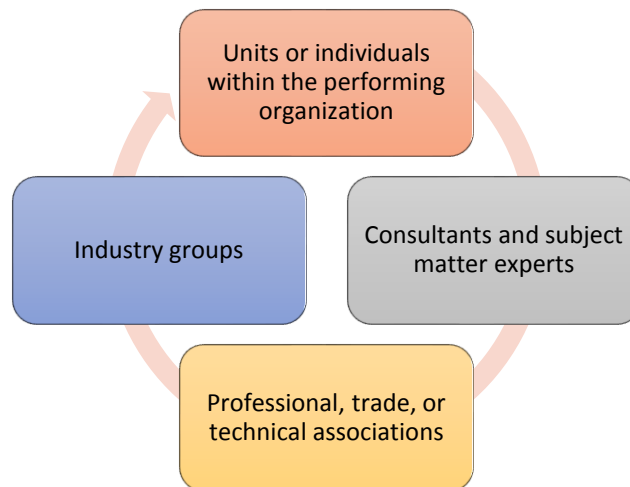 Units or individuals
within the performing
organization
Consultants and subject
matter experts
Professional, trade, or
technical associations
Industry groups